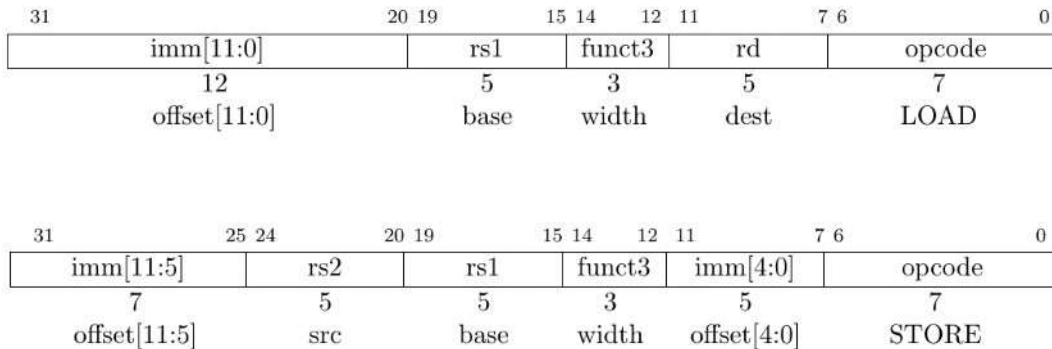 31 20 19 15 14 12 11 7 6 0
imm[11:0] rs1 funct3 rd opcode
12 5 3 5 7
offset[11:0] base width dest LOAD
31 25 24 20 19 15 14 12 11 7 6 0
imm[11:5] rs2 rs1 funct3 imm[4:0] opcode
7 5 5 3 5 7
offset[11:5] src base width offset[4:0] STORE